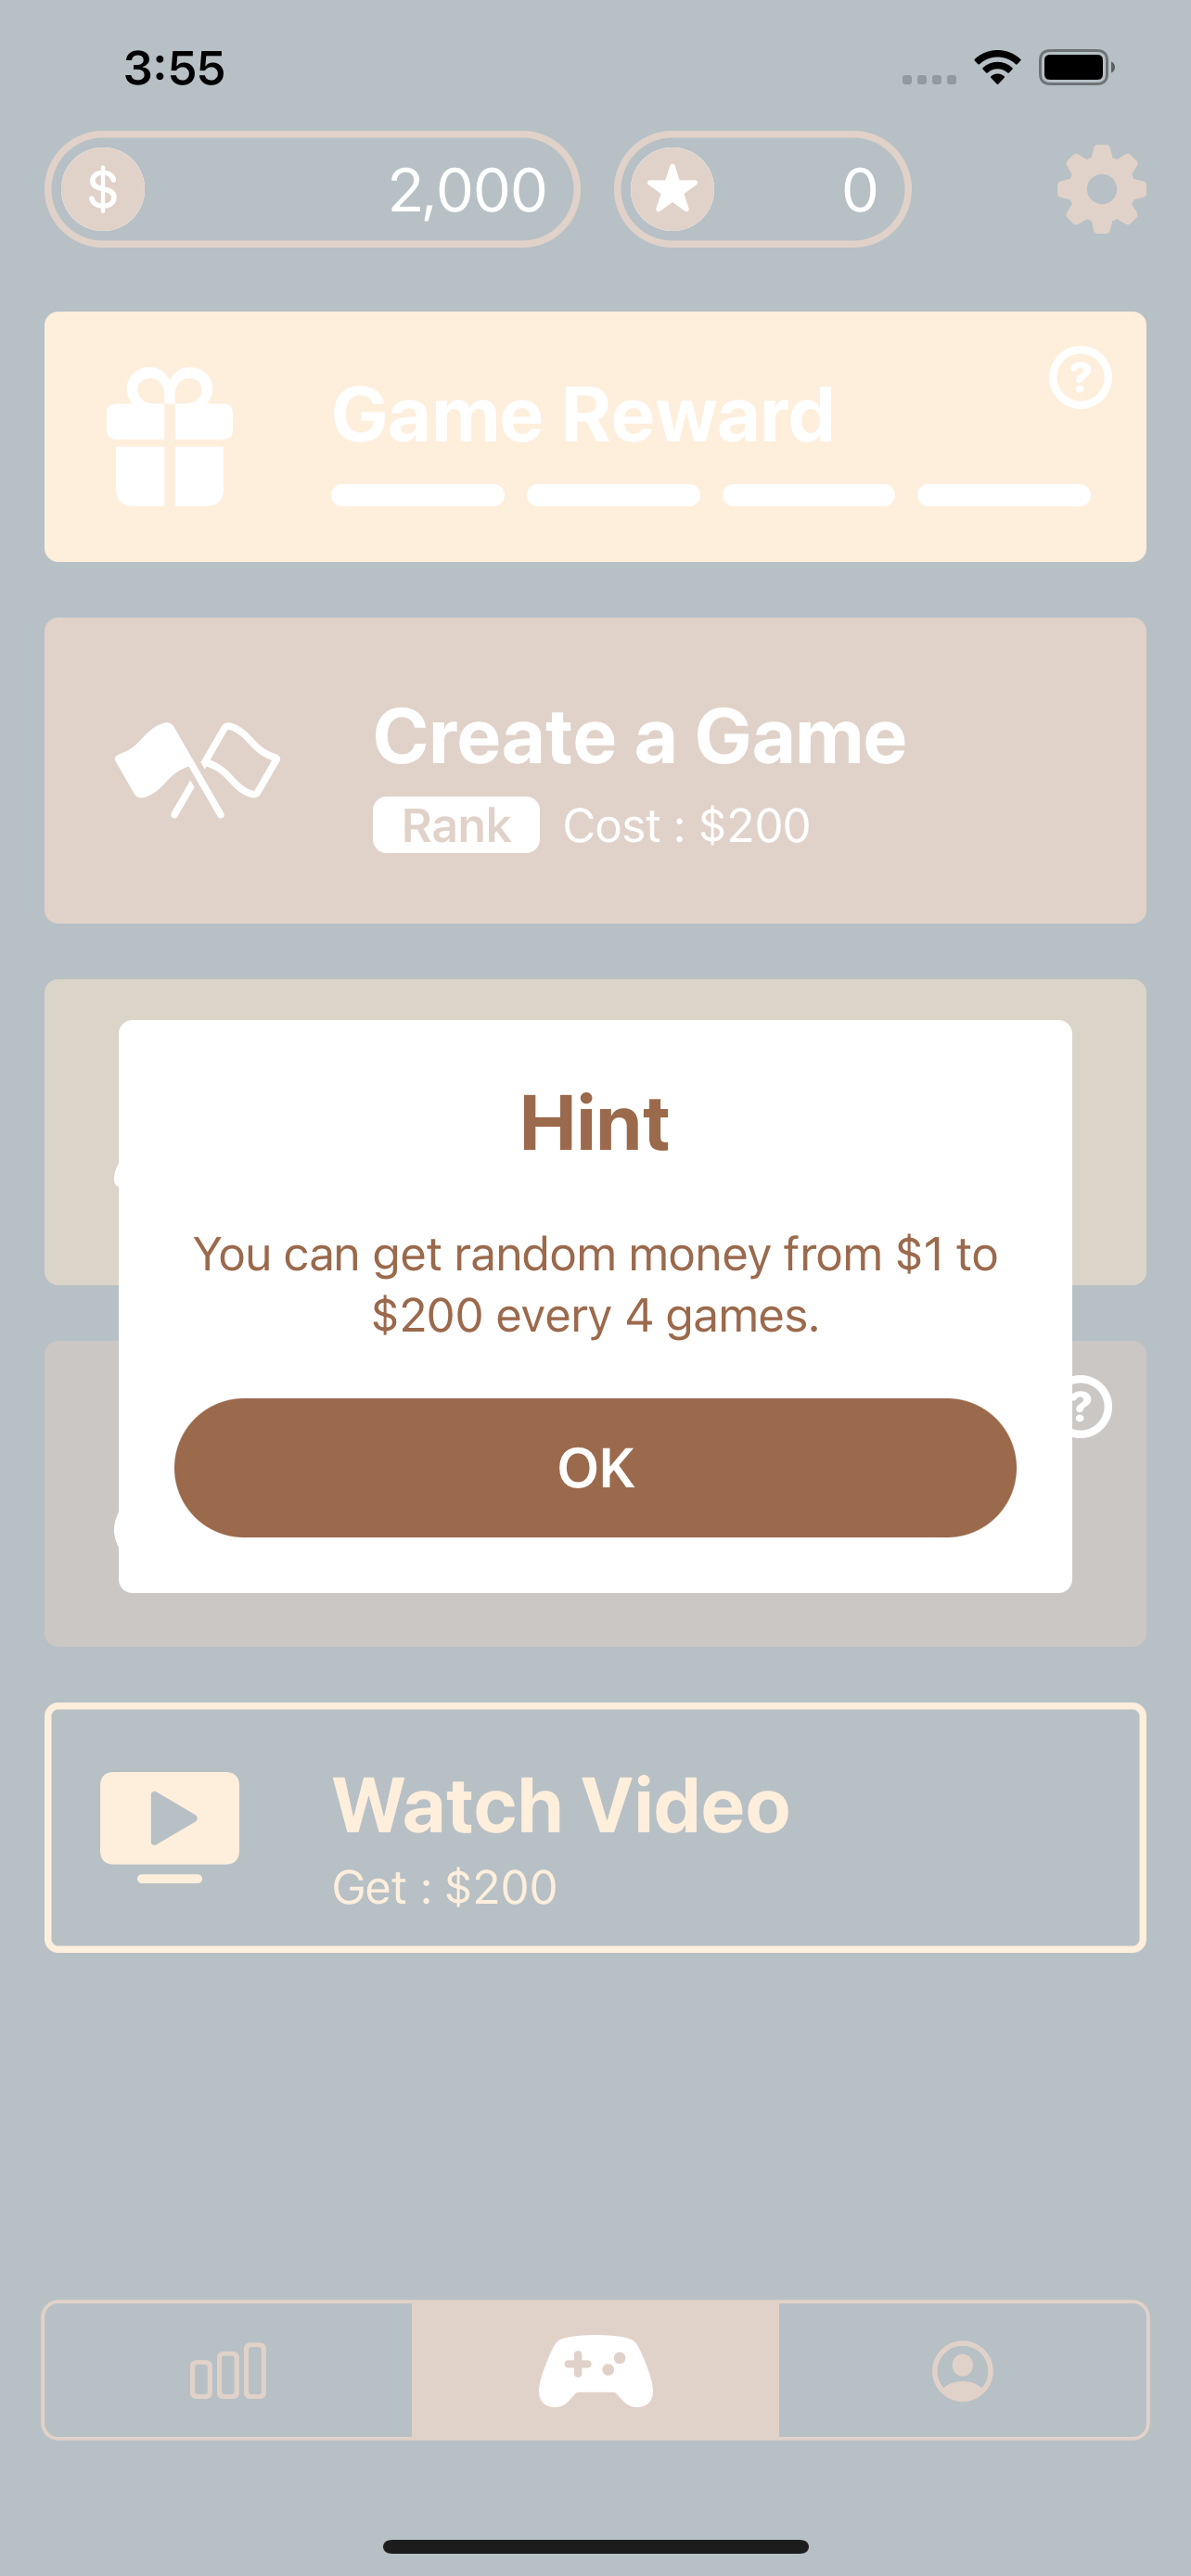 3:55
$ 2,000 0
Game Reward
?
Create a Game
Rank Cost : $200
Hint
You can get random money from $1 to
$200 every 4 games.
?
OK
Watch Video
Get : $200